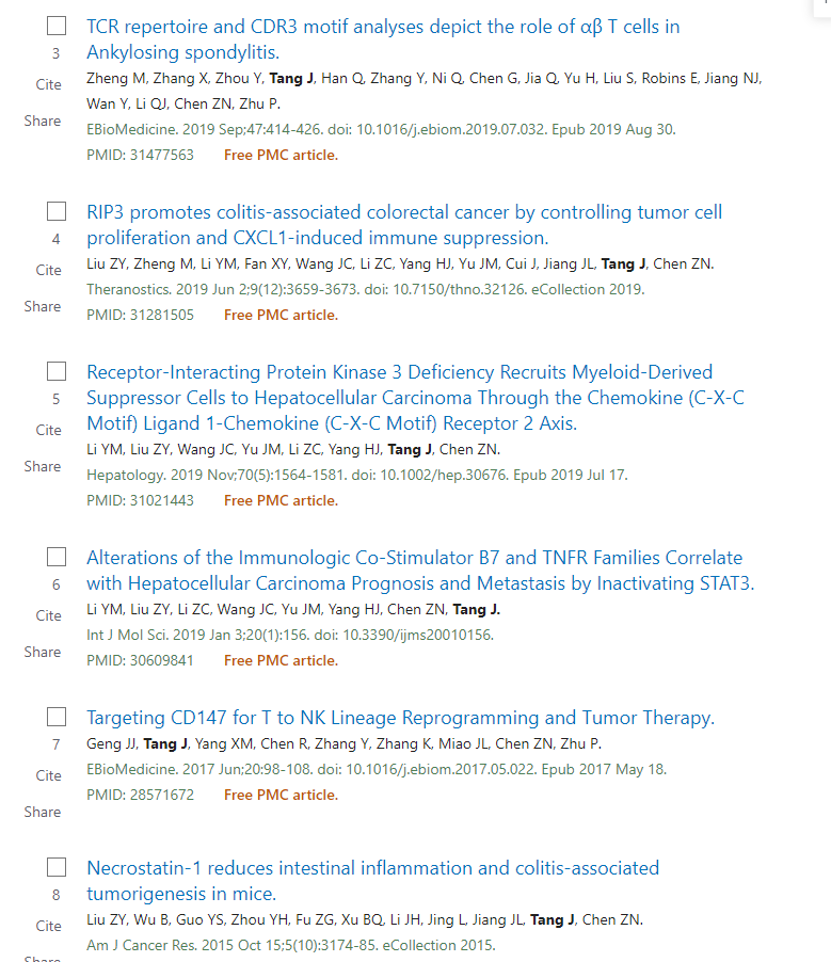 TCR repertoire and CDR3 motif analyses depict the role of αβ T cells in
3
Ankylosing spondylitis.
Cite
Zheng M, Zhang X, Zhou Y, Tang J, Han Q, Zhang Y, Ni Q, Chen G, Jia Q, Yu H, Liu S, Robins E, Jiang NJ,
Wan Y, Li QJ, Chen ZN, Zhu P.
Share
EBioMedicine. 2019 Sep;47:414-426. doi: 10.1016/j.ebiom.2019.07.032. Epub 2019 Aug 30.
PMID: 31477563 Free PMC article.
RIP3 promotes colitis-associated colorectal cancer by controlling tumor cell
4
proliferation and CXCL1-induced immune suppression.
Cite
Liu ZY, Zheng M, Li YM, Fan XY, Wang JC, Li ZC, Yang HJ, Yu JM, Cui J, Jiang JL, Tang J, Chen ZN.
Theranostics. 2019 Jun 2;9(12):3659-3673. doi: 10.7150/thno.32126. eCollection 2019.
Share
PMID: 31281505 Free PMC article.
Receptor-Interacting Protein Kinase 3 Deficiency Recruits Myeloid-Derived
5
Suppressor Cells to Hepatocellular Carcinoma Through the Chemokine (C-X-C
Cite
Motif) Ligand 1-Chemokine (C-X-C Motif) Receptor 2 Axis.
Li YM, Liu ZY, Wang JC, Yu JM, Li ZC, Yang HJ, Tang J, Chen ZN.
Share
Hepatology. 2019 Nov;70(5):1564-1581. doi: 10.1002/hep.30676. Epub 2019 Jul 17.
PMID: 31021443 Free PMC article.
Alterations of the Immunologic Co-Stimulator B7 and TNFR Families Correlate
6
with Hepatocellular Carcinoma Prognosis and Metastasis by Inactivating STAT3.
Cite
Li YM, Liu ZY, Li ZC, Wang JC, Yu JM, Yang HJ, Chen ZN, Tang J.
Int J Mol Sci. 2019 Jan 3;20(1):156. doi: 10.3390/ijms20010156.
Share
PMID: 30609841 Free PMC article.
Targeting CD147 for T to NK Lineage Reprogramming and Tumor Therapy.
7
Geng JJ, Tang J, Yang XM, Chen R, Zhang Y, Zhang K, Miao JL, Chen ZN, Zhu P.
Cite
EBioMedicine. 2017 Jun;20:98-108. doi: 10.1016/j.ebiom.2017.05.022. Epub 2017 May 18.
PMID: 28571672 Free PMC article.
Share
Necrostatin-1 reduces intestinal inflammation and colitis-associated
8
tumorigenesis in mice.
Cite
Liu ZY, Wu B, Guo YS, Zhou YH, Fu ZG, Xu BQ, Li JH, Jing L, Jiang JL, Tang J, Chen ZN.
Am J Cancer Res. 2015 Oct 15;5(10):3174-85. eCollection 2015.
Share